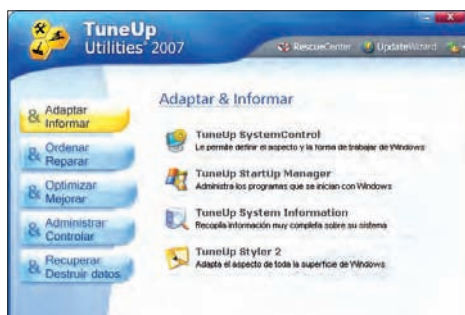 TuneUp
Utilities® 2007
RescueCenter
UpdateWizard
& Adaptar
Informar
& Ordenar
Reparar
& Optimizar
Mejorar
& Administrar
Controlar
& Recuperar
Destruir datos
Adaptar & Informar
TuneUp SystemControl
Le permite definir el aspecto y la forma de trabajar de Windows
TuneUp StartUp Manager
Administra los programas que se inician con Windows
TuneUp System Information
Recopila información muy completa sobre su sistema
TuneUp Styler 2
Adapta el aspecto de toda la superficie de Windows